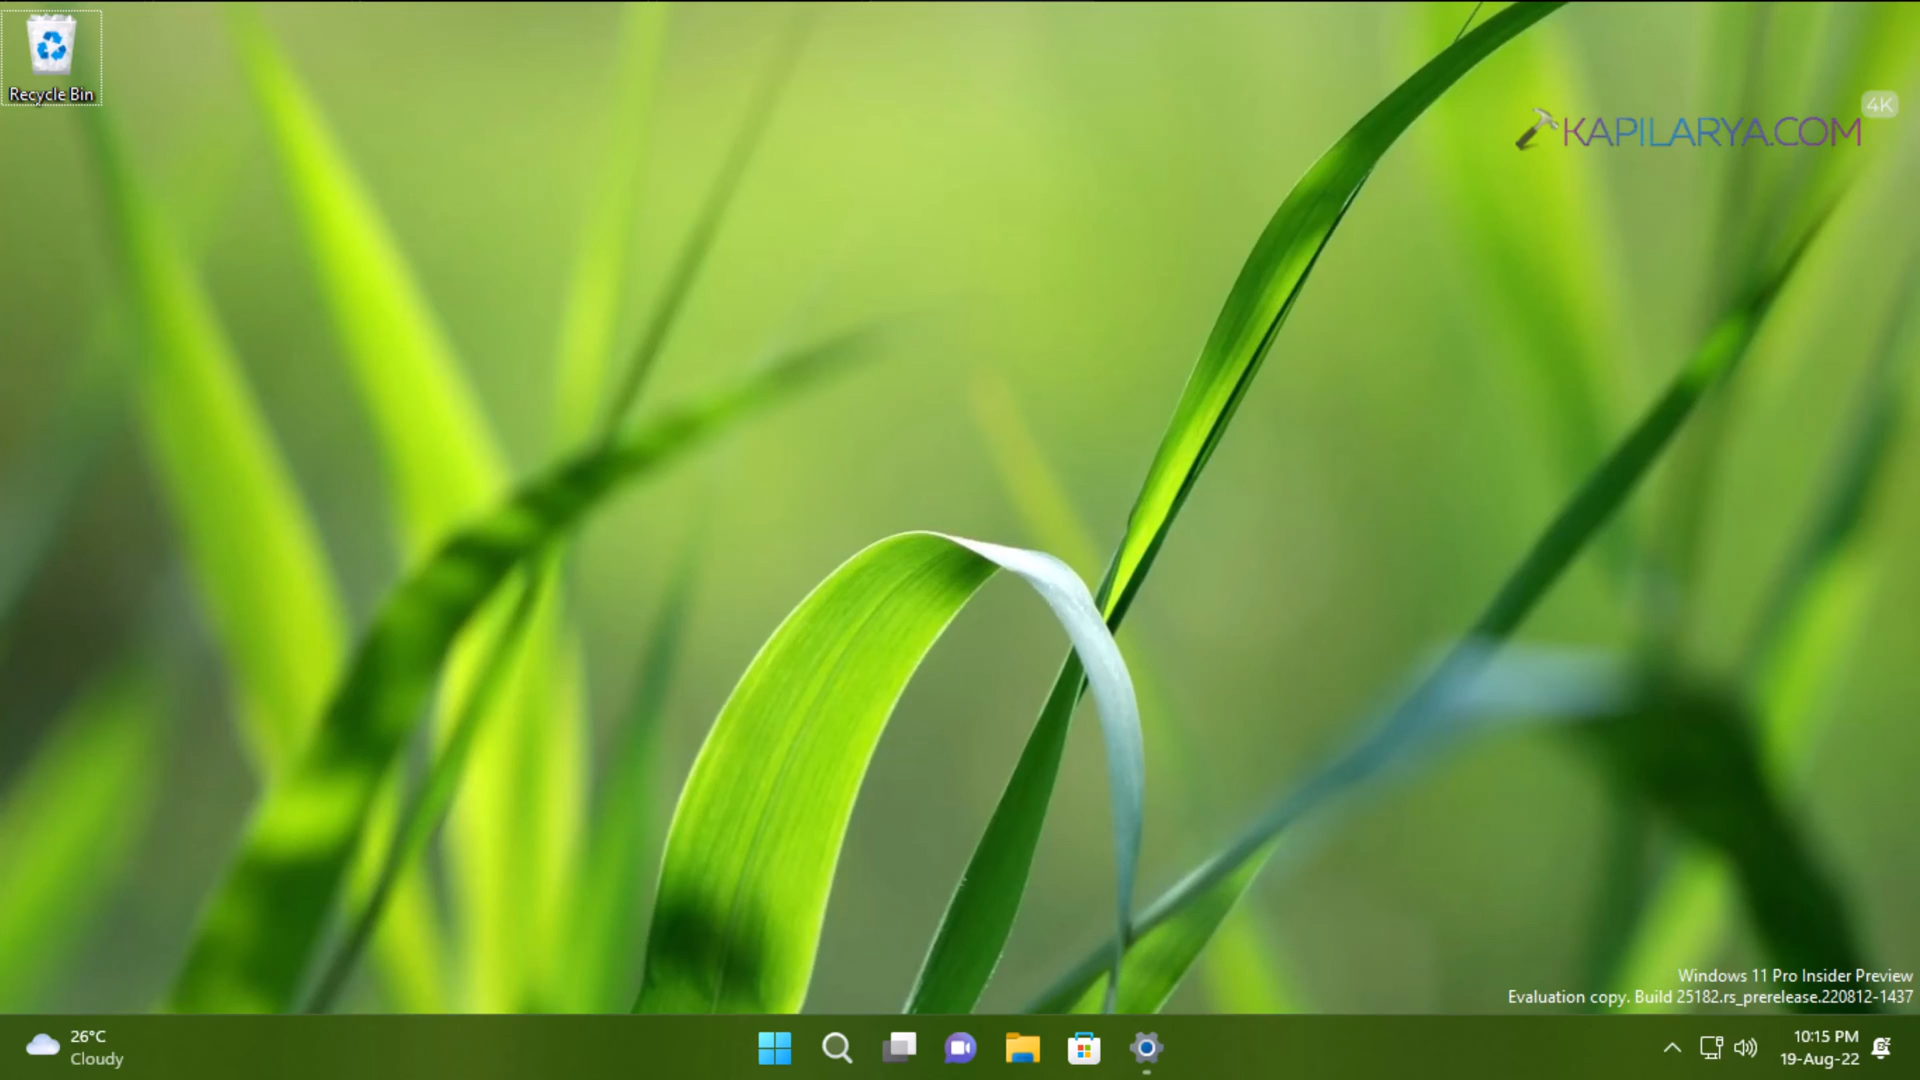 Recycle Bin
4K
KAPILARYA.COM
Windows 11 Pro Insider Preview
Evaluation copy. Build 25182.rs_prerelease.220812-1437
26°C
Cloudy
10:15 PM
19-Aug-22